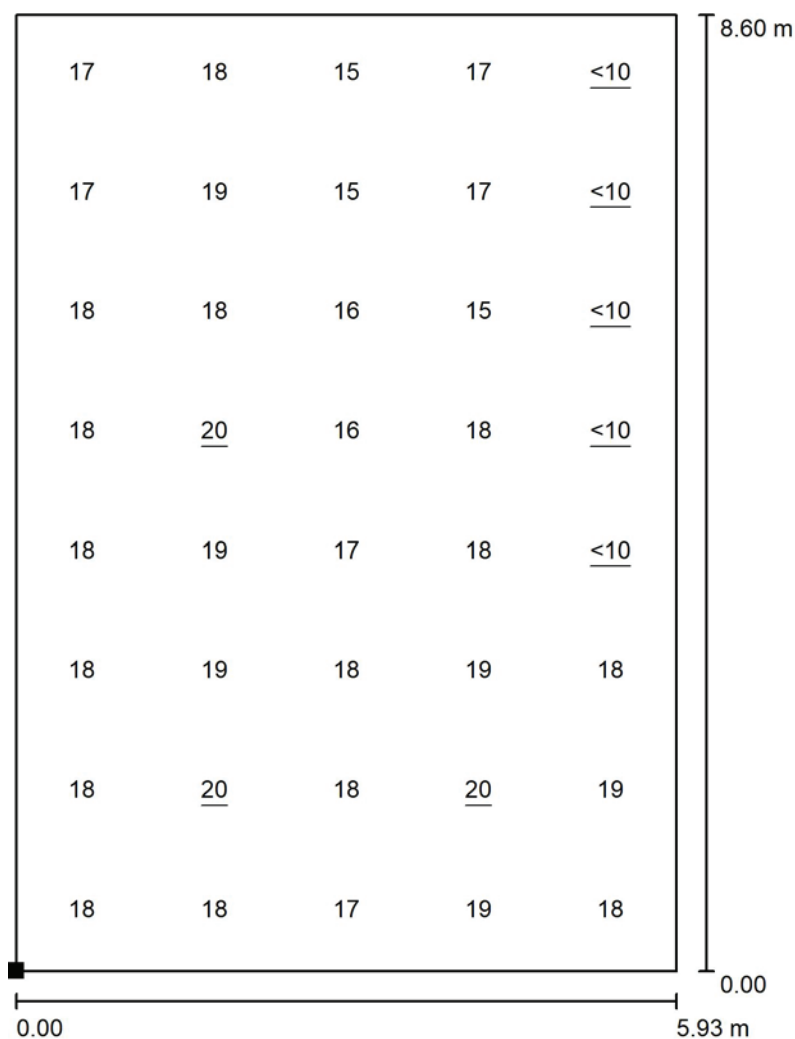 8.60 m
17 18 15 17 <10
17 19 15 17 <10
18 18 16 15 <10
18 20 16 18 <10
18 19 17 18 <10
18 19 18 19 18
18 20 18 20 19
18 18 17 19 18
0.00
0.00 5.93 m